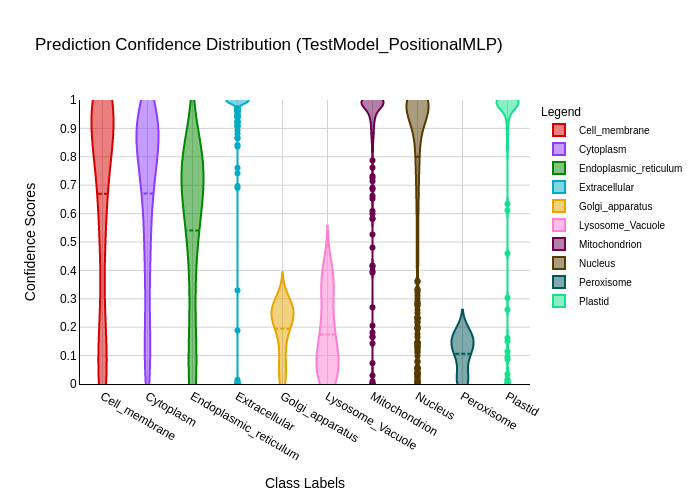 Prediction Confidence Distribution (TestModel_PositionalMLP)
1
0.9
0.8
0.7
0.6
0.5
0.4
0.3
0.2
0.1
0
Confidence Scores
Cell_membrane
Cytoplasm
Endoplasmic_reticulum
Extracellular
Golgi_apparatus
Lysosome_Vacuole
Mitochondrion
Nucleus
Peroxisome
Plastid
Class Labels
Legend
Cell_membrane
Cytoplasm
Endoplasmic_reticulum
Extracellular
Golgi_apparatus
Lysosome_Vacuole
Mitochondrion
Nucleus
Peroxisome
Plastid